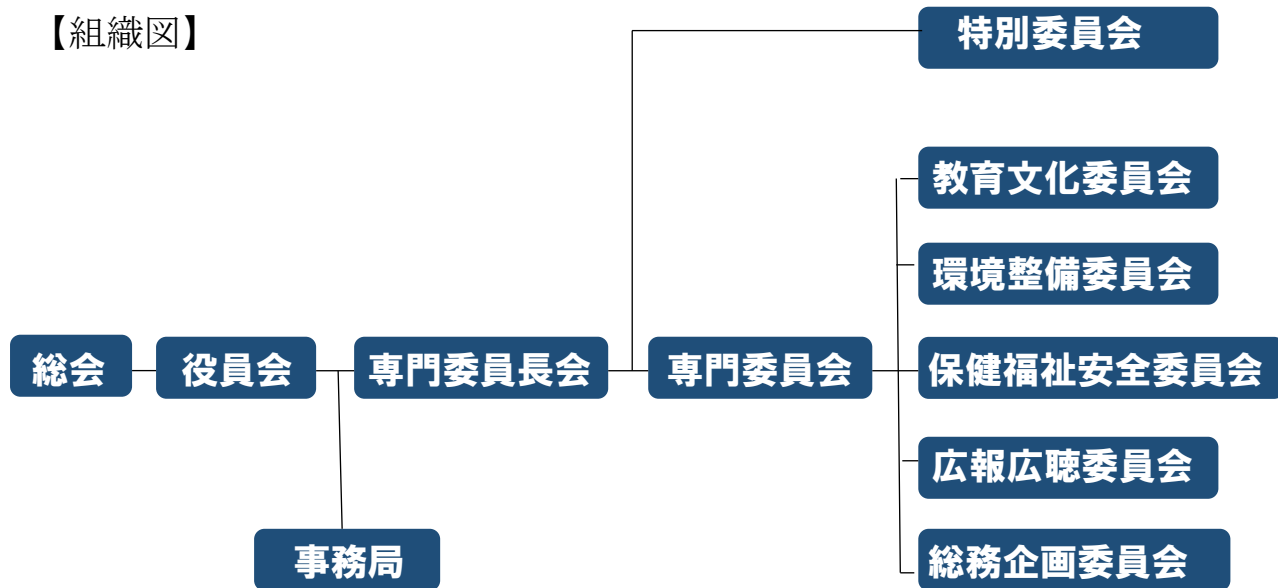 【組織図】
特別委員会
教育文化委員会
環境整備委員会
総会
役員会
専門委員長会
専門委員会
保健福祉安全委員会
広報広聴委員会
事務局
総務企画委員会